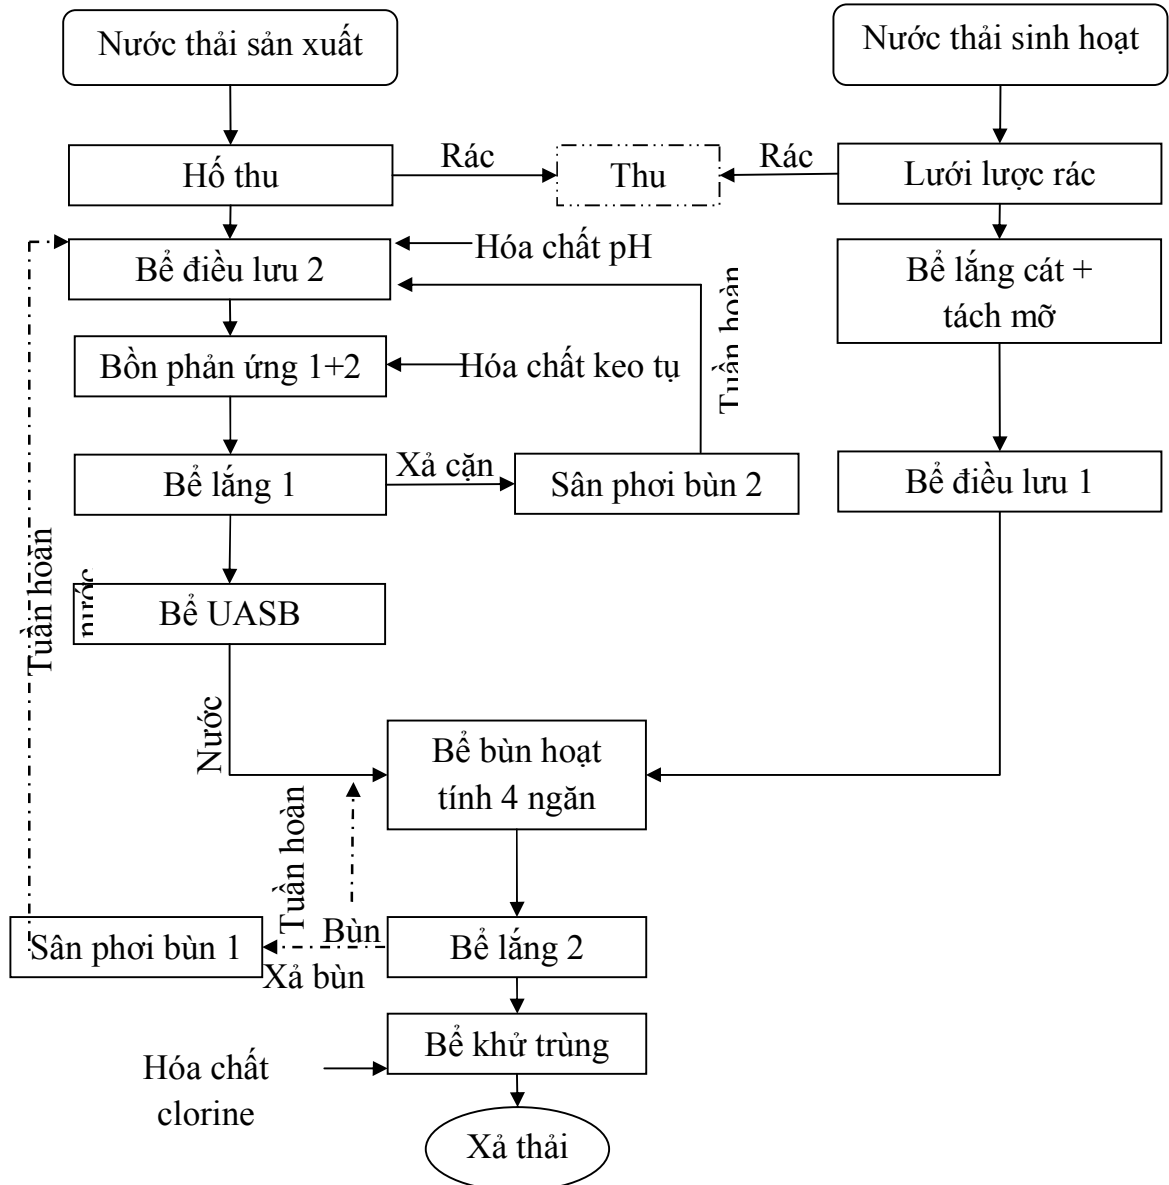 Nước thải sản xuất
Nước thải sinh hoạt
Hố thu
Rác
Thu
Rác
Lưới lược rác
Bể điều lưu 2
Hóa chất pH
Bể lắng cát +
tách mỡ
Tuần hoàn
Bồn phản ứng 1+2
Hóa chất keo tụ
Bể lắng 1
Xả cặn
Sân phơi bùn 2
Bể điều lưu 1
Tuần hoàn
nước
Bể UASB
Nước
Bể bùn hoạt
tính 4 ngăn
Tuần hoàn
Bùn
Sân phơi bùn 1
Xả bùn
Bể lắng 2
Bể khử trùng
Hóa chất
clorine
Xả thải